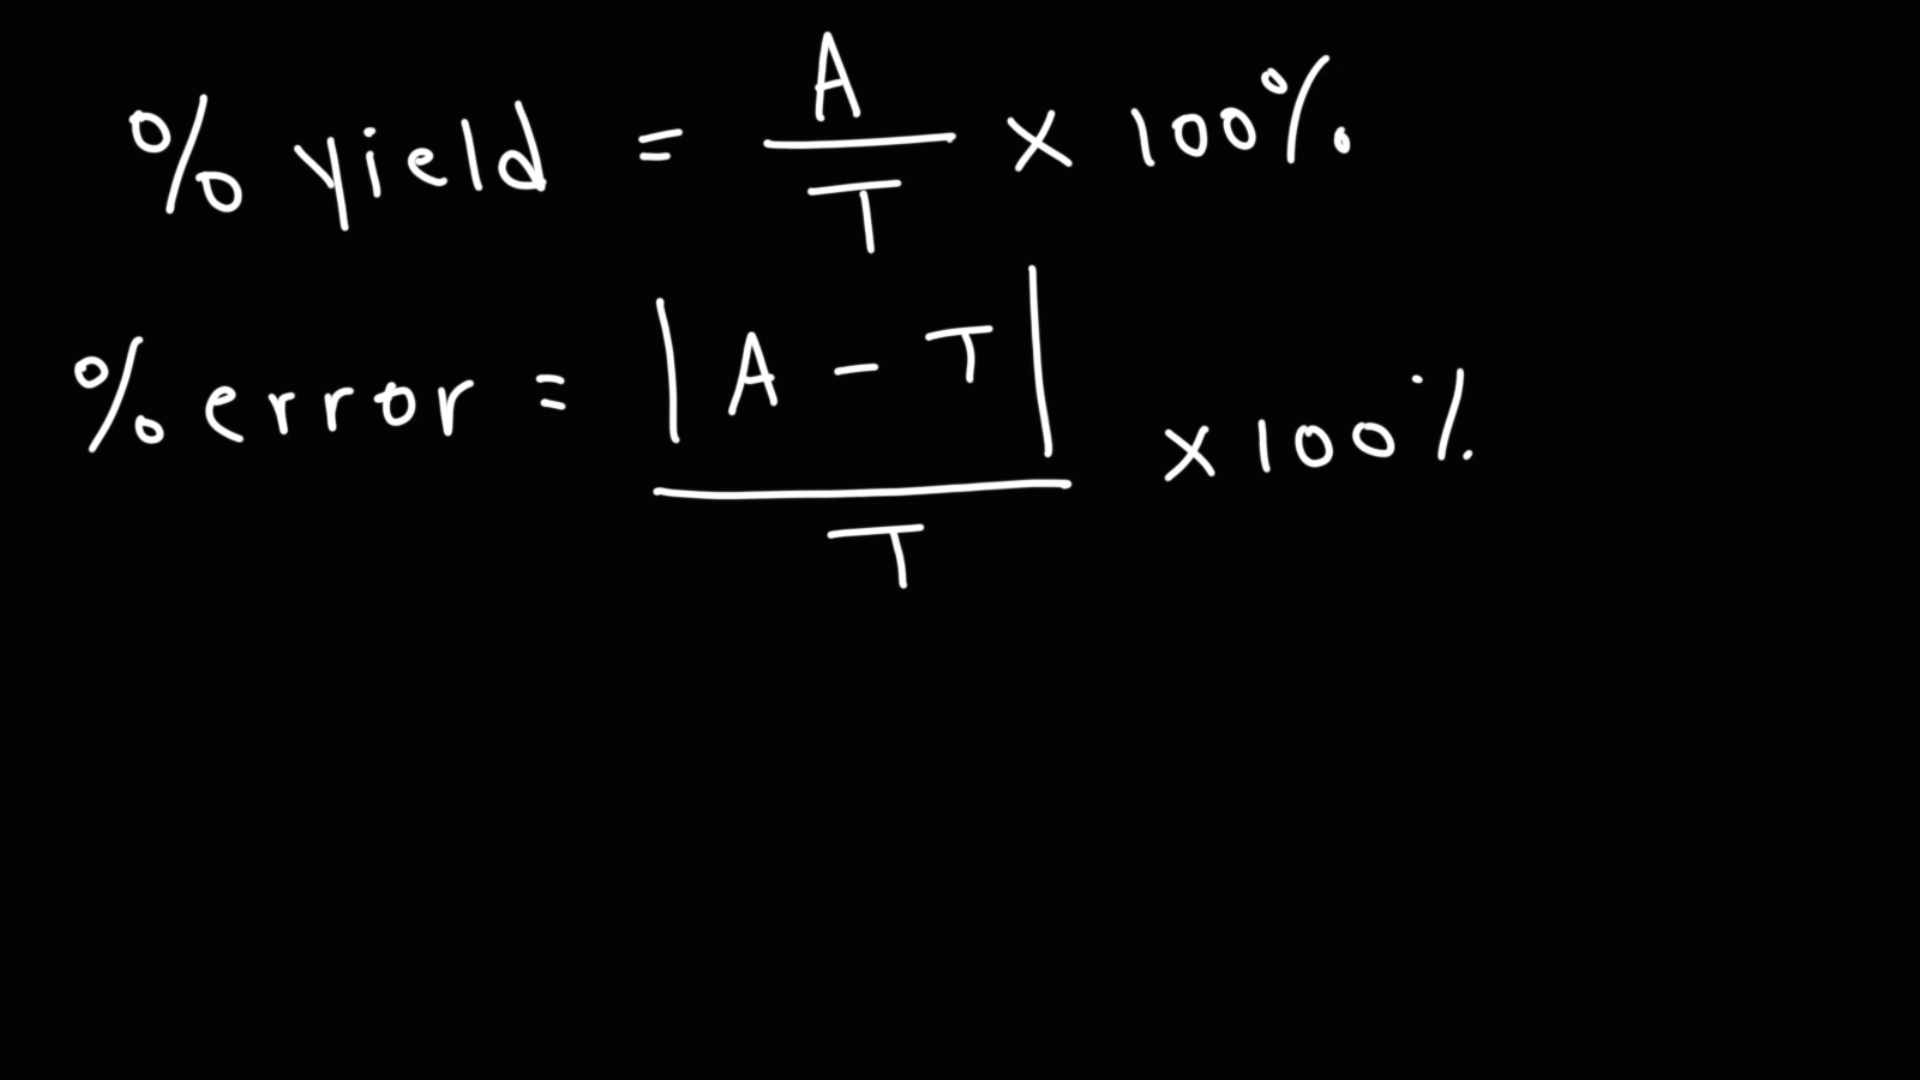 % yield = A / T × 100%
% error = |A - T| / T × 100%